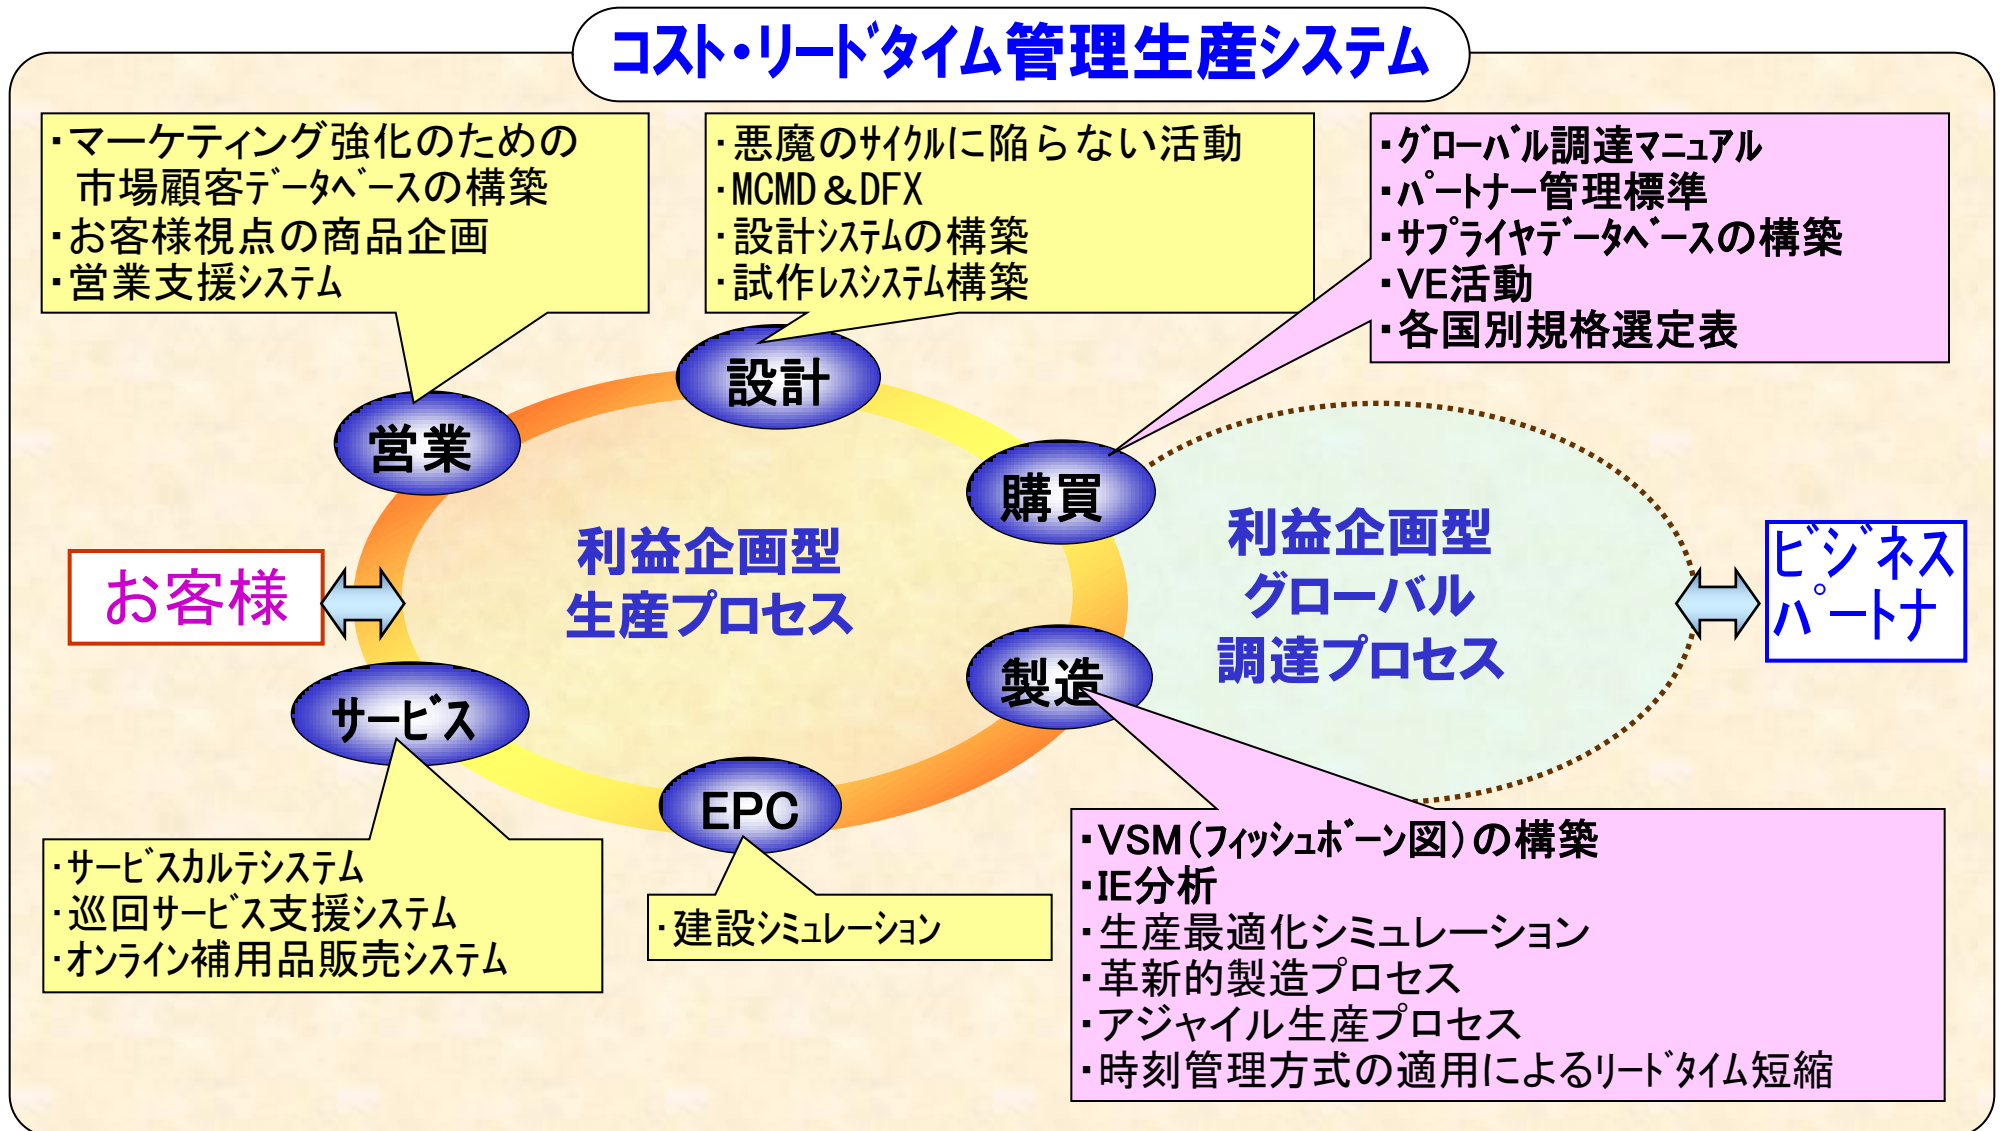 コスト・リードタイム管理生産システム
・マーケティング強化のための
市場顧客データベースの構築
・お客様視点の商品企画
・営業支援システム
・悪魔のサイクルに陥らない活動
・MCMD&DFX
・設計システムの構築
・試作レスシステム構築
・グローバル調達マニュアル
・パートナー管理標準
・サプライヤデータベースの構築
・VE活動
・各国別規格選定表
設計
営業
購買
利益企画型
生産プロセス
利益企画型
グローバル
調達プロセス
お客様
ビジネス
パートナ
製造
サービス
EPC
・サービスカルテシステム
・巡回サービス支援システム
・オンライン補用品販売システム
・建設シミュレーション
・VSM(フィッシュボーン図)の構築
・IE分析
・生産最適化シミュレーション
・革新的製造プロセス
・アジャイル生産プロセス
・時刻管理方式の適用によるリードタイム短縮